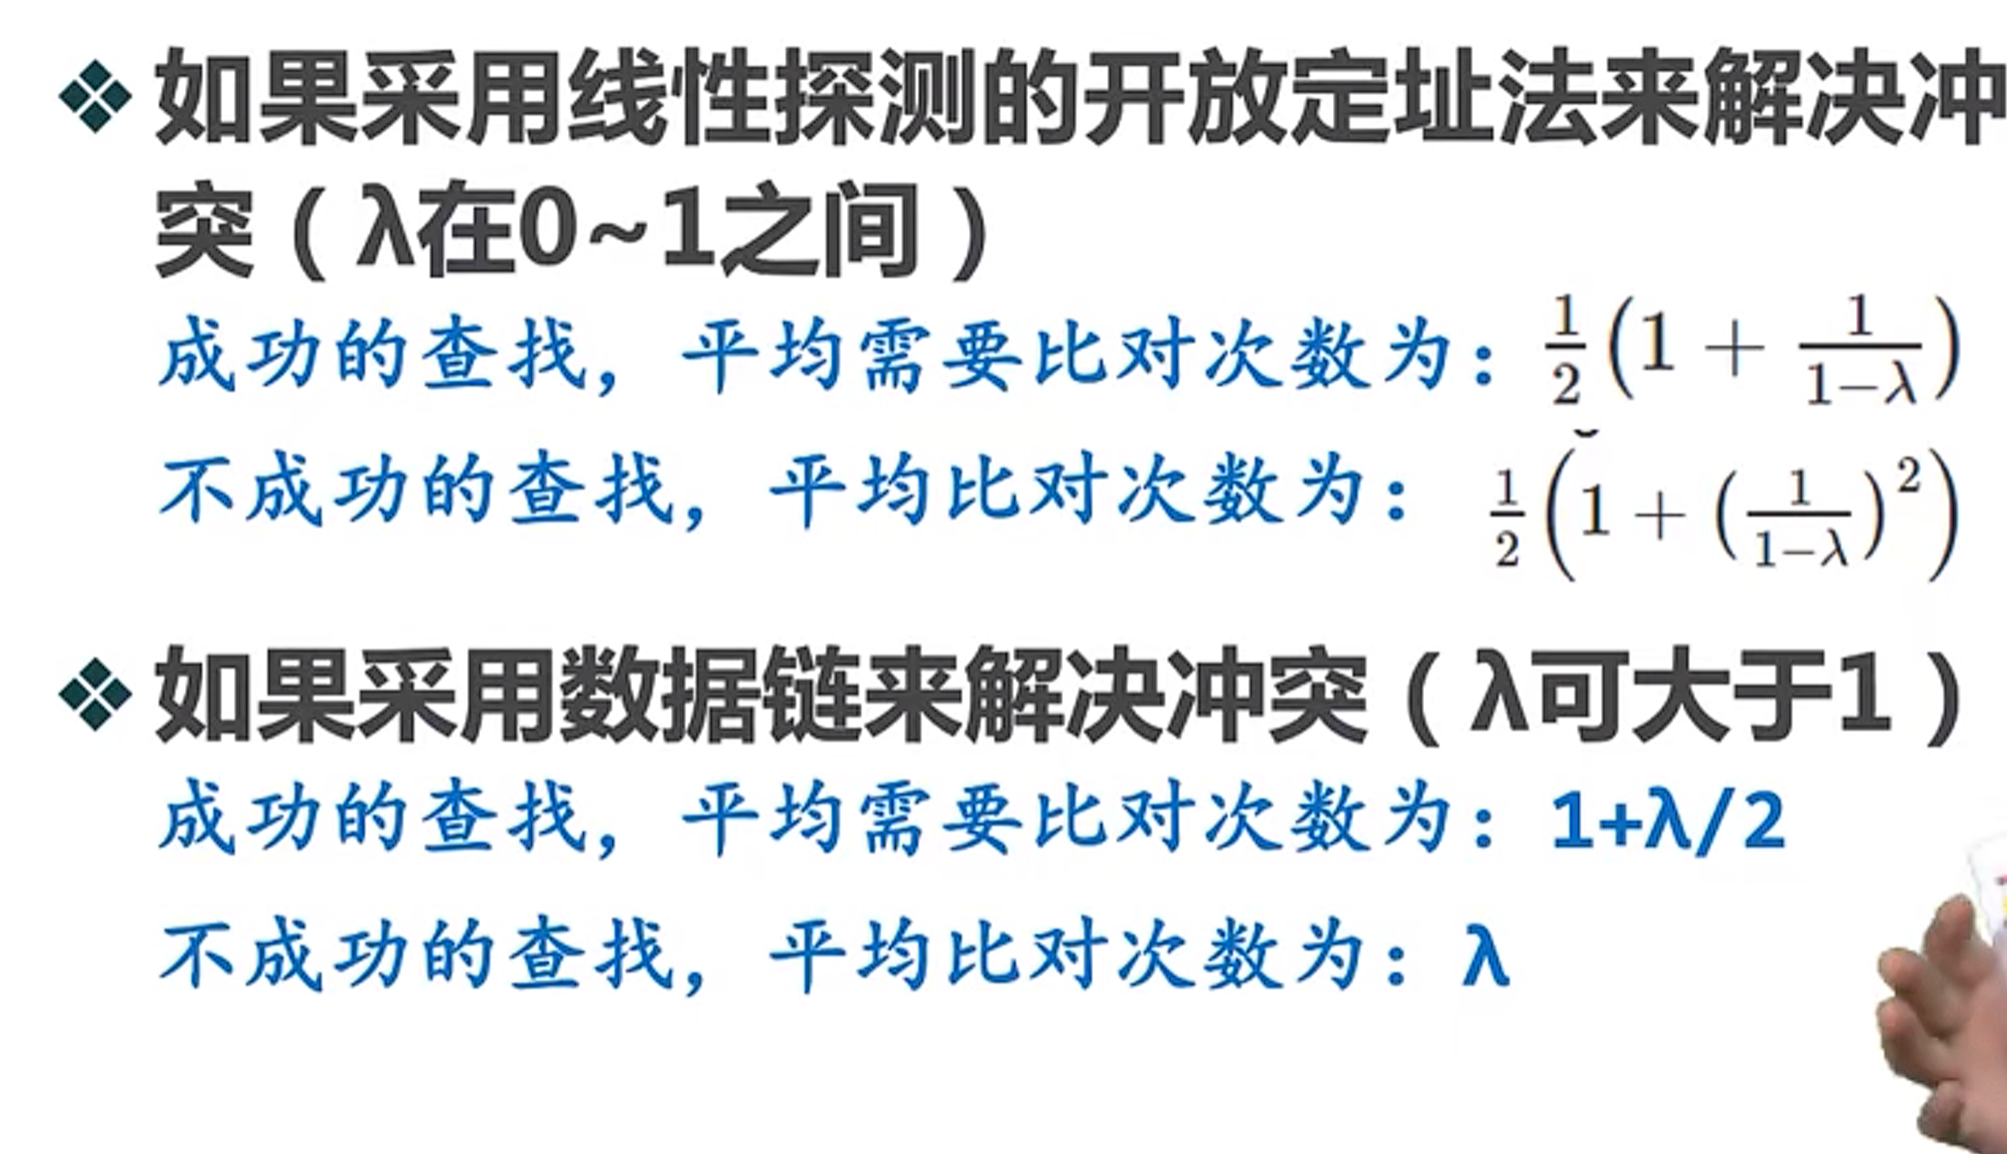 ❖ 如果采用线性探测的开放定址法来解决冲
突（λ在0~1之间）
成功的查找，平均需要比对次数为：$\frac{1}{2}\left(1+\frac{1}{1-λ}\right)$
不成功的查找，平均比对次数为：$\frac{1}{2}\left(1+\left(\frac{1}{1-λ}\right)^2\right)$
❖ 如果采用数据链来解决冲突（λ可大于1）
成功的查找，平均需要比对次数为：1+λ/2
不成功的查找，平均比对次数为：λ